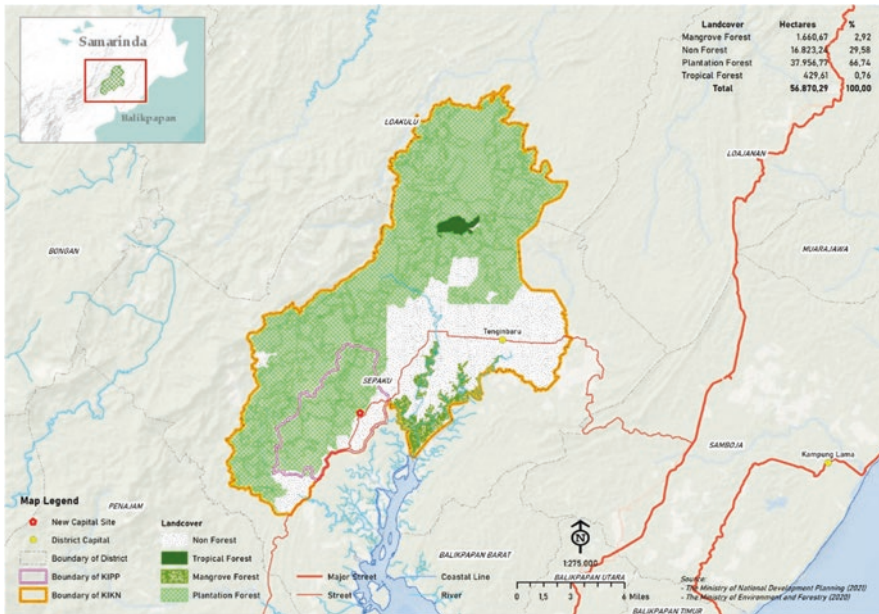 Samarinda
Balikpapan
Landcover Hectares %
Mangrove Forest 1.660,67 2,92
Non Forest 16.823,24 29,58
Plantation Forest 37.956,77 66,74
Tropical Forest 429,61 0,76
Total 56.870,29 100,00
LOAKULU
LOAJANAN
BONGAN
MUARAJAWA
Tenginbaru
SEPAKU
SAMBOJA
Kampung Lama
PENAJAM
BALIKPAPAN BARAT
BALIKPAPAN UTARA
BALIKPAPAN TIMUR
Map Legend
New Capital Site
District Capital
Boundary of District
Boundary of KIPP
Boundary of KIKN
Landcover
Non Forest
Tropical Forest
Mangrove Forest
Plantation Forest
Major Street
Street
Coastal Line
River
N
1:275.000
0 1,5 3 6 Miles
Source:
- The Ministry of National Development Planning (2021)
- The Ministry of Environment and Forestry (2020)